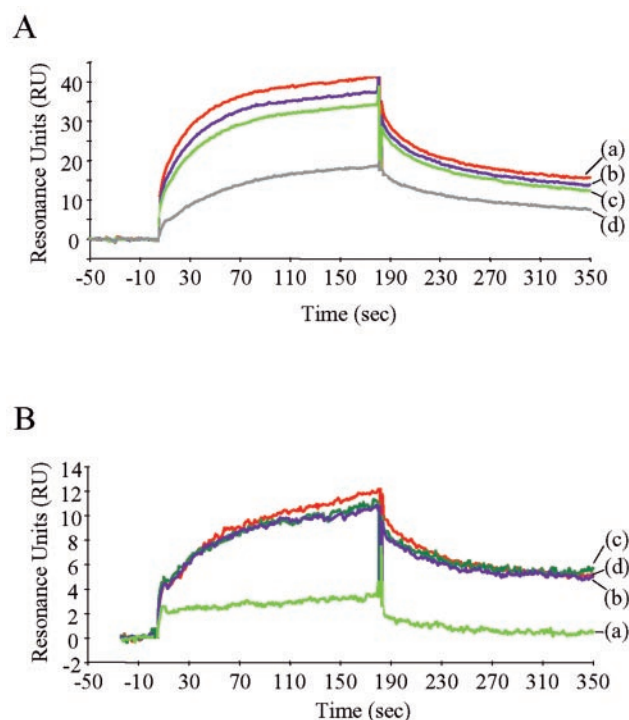 A
Resonance Units (RU)
40
30
20
10
0
(a)
(b)
(c)
(d)
-50 -10 30 70 110 150 190 230 270 310 350
Time (sec)
B
Resonance Units (RU)
14
12
10
8
6
4
2
0
-2
(c)
(d)
(b)
(a)
-50 -10 30 70 110 150 190 230 270 310 350
Time (sec)